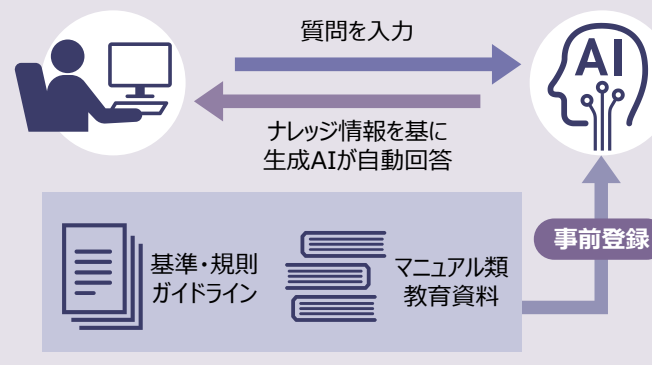 質問を入力
AI
ナレッジ情報を基に
生成AIが自動回答
事前登録
基準・規則
ガイドライン
マニュアル類
教育資料